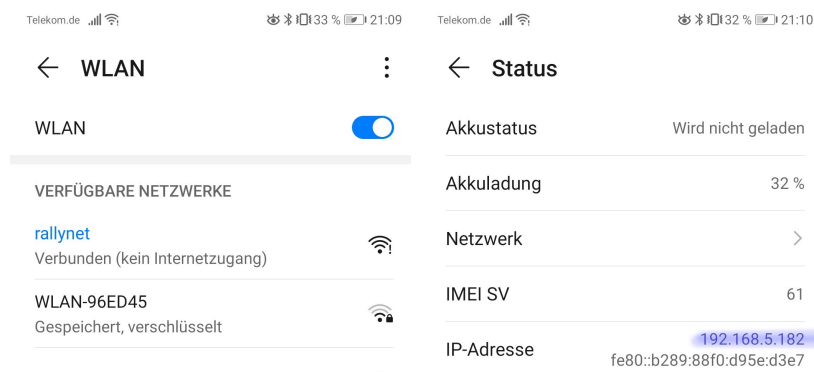 Telekom.de 33 % 21:09
WLAN
WLAN
VERFÜGBARE NETZWERKE
rallynet
Verbunden (kein Internetzugang)
WLAN-96ED45
Gespeichert, verschlüsselt
Telekom.de 32 % 21:10
Status
Akkustatus Wird nicht geladen
Akkuladung 32 %
Netzwerk
IMEI SV 61
IP-Adresse 192.168.5.182
fe80::b289:88f0:d95e:d3e7